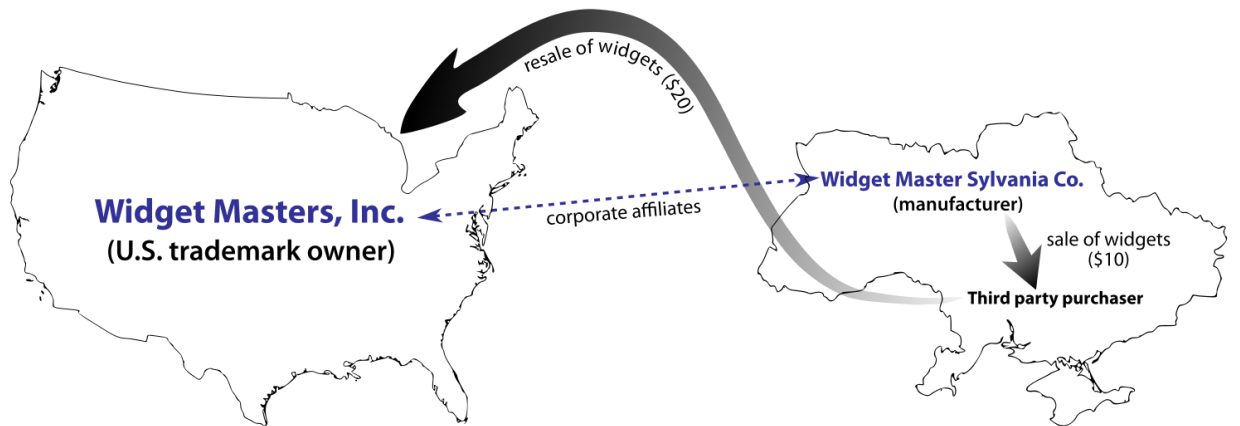 resale of widgets ($20)
Widget Masters, Inc.
(U.S. trademark owner)
corporate affiliates
Widget Master Sylvania Co.
(manufacturer)
sale of widgets
($10)
Third party purchaser